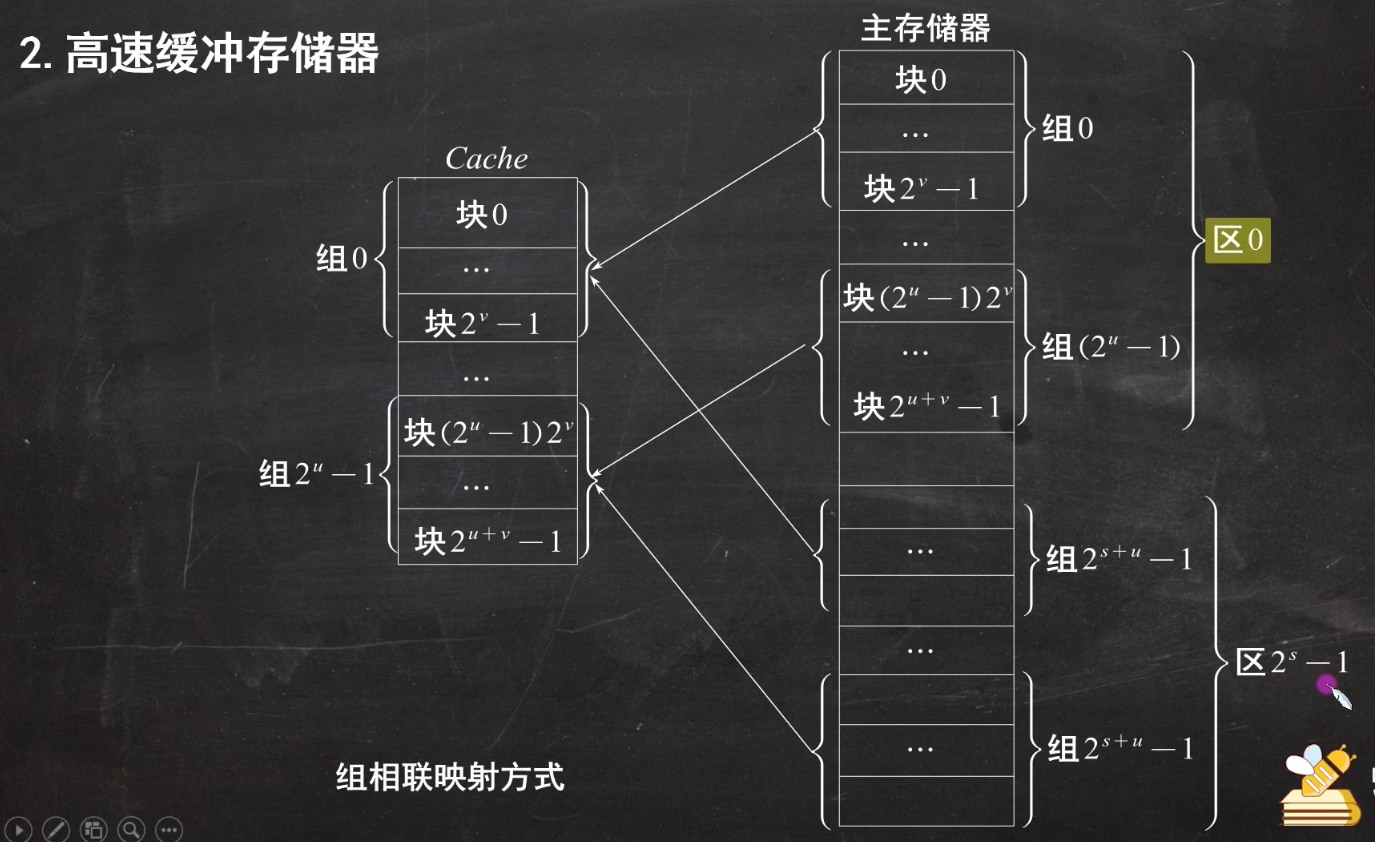 2. 高速缓冲存储器
主存储器
Cache
块0
…
块2^v－1
…
块(2^u－1)2^v
…
块2^{u+v}－1
组0
组2^u－1
块0
…
块2^v－1
…
块(2^u－1)2^v
…
块2^{u+v}－1
…
…
…
组0
组(2^u－1)
组2^{s+u}－1
组2^{s+u}－1
区0
区2^s－1
组相联映射方式